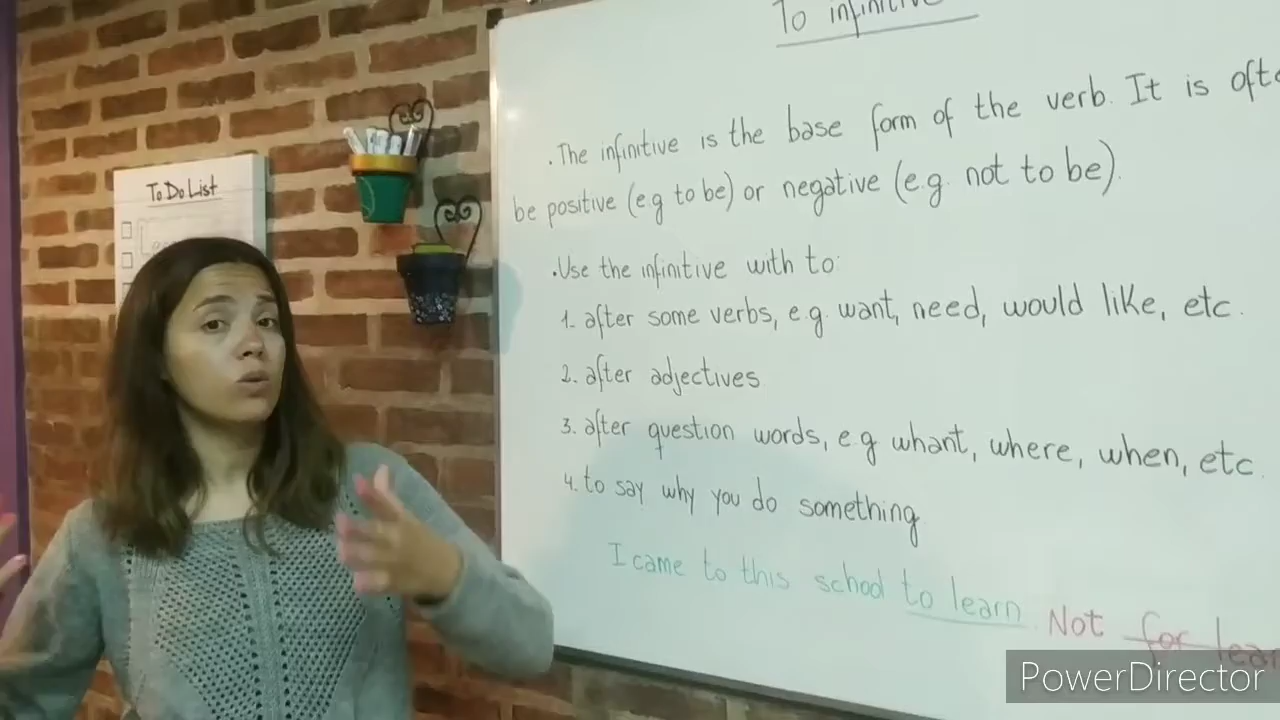 To infinitive
.The infinitive is the base form of the verb. It is ofte
be positive (eg to be) or negative (e.g. not to be).
.Use the infinitive with to:
1. after some verbs, e.g. want, need, would like, etc.
2. after adjectives
3. after question words, e.g whant, where, when, etc.
4. to say why you do something
I came to this school to learn Not for lear
To Do List
PowerDirector